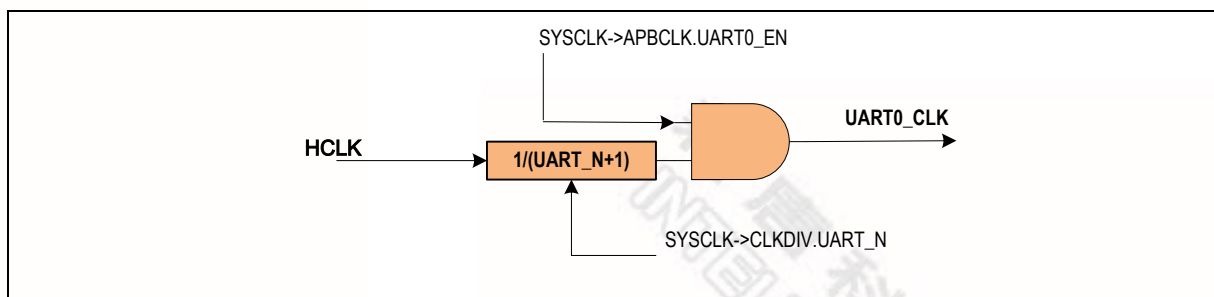 SYSCLK->APBCLK.UART0_EN
UART0_CLK
HCLK
1/(UART_N+1)
SYSCLK->CLKDIV.UART_N